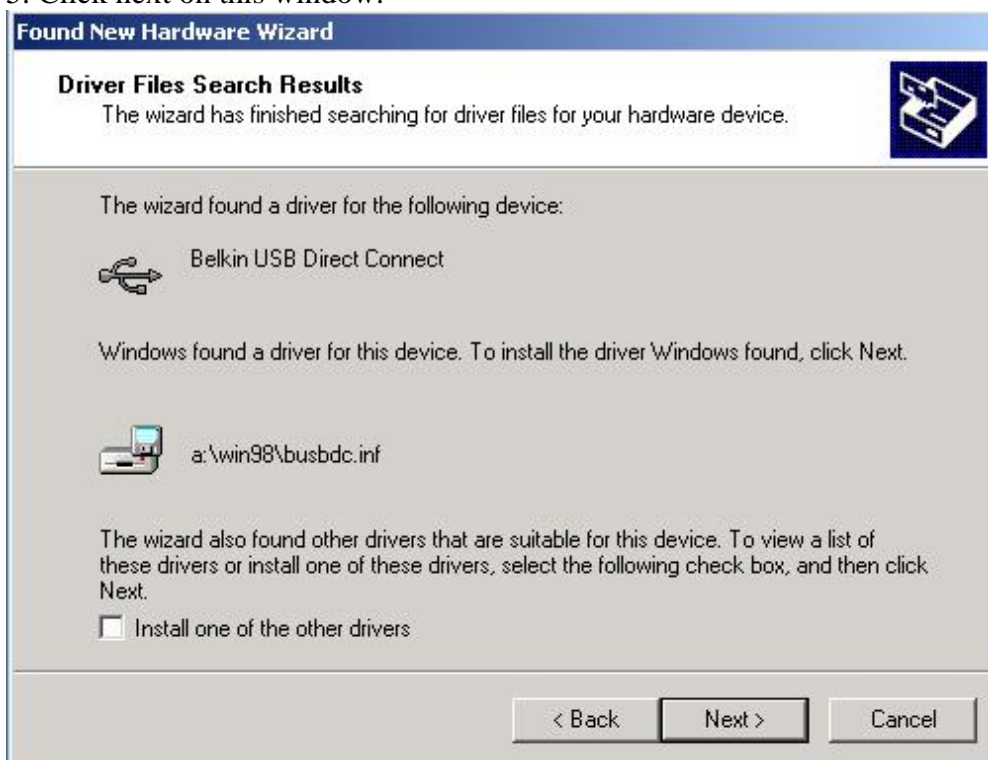 Click next on this window.
Found New Hardware Wizard
Driver Files Search Results
The wizard has finished searching for driver files for your hardware device.
The wizard found a driver for the following device:
Belkin USB Direct Connect
Windows found a driver for this device. To install the driver Windows found, click Next.
a:\win98\busbdc.inf
The wizard also found other drivers that are suitable for this device. To view a list of
these drivers or install one of these drivers, select the following check box, and then click
Next.
Install one of the other drivers
< Back
Next >
Cancel